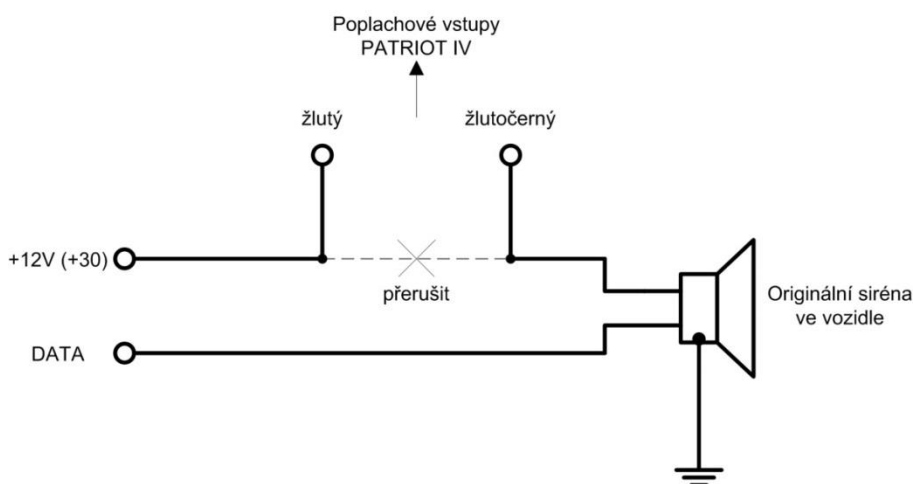 Poplachové vstupy
PATRIOT IV
žlutý
žlutočerný
+12V (+30)
přerušit
Originální siréna
ve vozidle
DATA